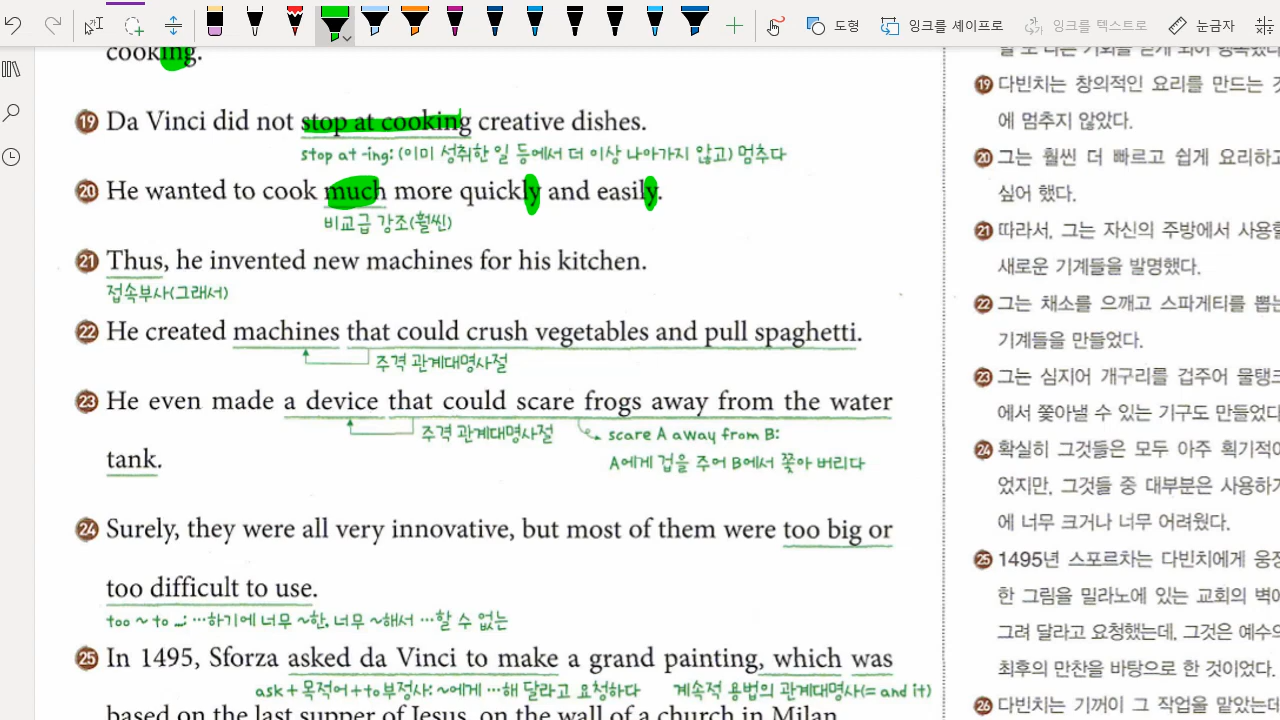 도형
잉크를 셰이프로
잉크를 텍스트로
눈금자
cooking.
⑲ Da Vinci did not stop at cooking creative dishes.
stop at -ing: (이미 성취한 일 등에서 더 이상 나아가지 않고) 멈추다
⑳ He wanted to cook much more quickly and easily.
비교급 강조(훨씬)
㉑ Thus, he invented new machines for his kitchen.
접속부사(그래서)
㉒ He created machines that could crush vegetables and pull spaghetti.
주격 관계대명사절
㉓ He even made a device that could scare frogs away from the water
주격 관계대명사절
scare A away from B:
A에게 겁을 주어 B에서 쫓아 버리다
tank.
㉔ Surely, they were all very innovative, but most of them were too big or
too difficult to use.
too ~ to …: …하기에 너무 ~한, 너무 ~해서 …할 수 없는
㉕ In 1495, Sforza asked da Vinci to make a grand painting, which was
ask + 목적어 + to부정사: ~에게 …해 달라고 요청하다
계속적 용법의 관계대명사(= and it)
based on the last supper of Jesus, on the wall of a church in Milan.
⑲ 다빈치는 창의적인 요리를 만드는
에 멈추지 않았다.
⑳ 그는 훨씬 더 빠르고 쉽게 요리하고
싶어 했다.
㉑ 따라서, 그는 자신의 주방에서 사용할
새로운 기계들을 발명했다.
㉒ 그는 채소를 으깨고 스파게티를 뽑는
기계들을 만들었다.
㉓ 그는 심지어 개구리를 겁주어 물탱크
에서 쫓아낼 수 있는 기구도 만들었다
㉔ 확실히 그것들은 모두 아주 획기적이
었지만, 그것들 중 대부분은 사용하기
에 너무 크거나 너무 어려웠다.
㉕ 1495년 스포르차는 다빈치에게 웅장
한 그림을 밀라노에 있는 교회의 벽에
그려 달라고 요청했는데, 그것은 예수의
최후의 만찬을 바탕으로 한 것이었다.
㉖ 다빈치는 기꺼이 그 작업을 맡았는데